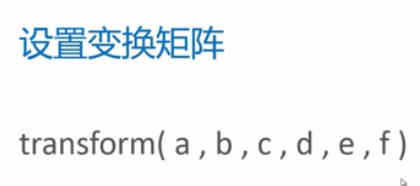 设置变换矩阵
transform( a , b , c , d , e , f )